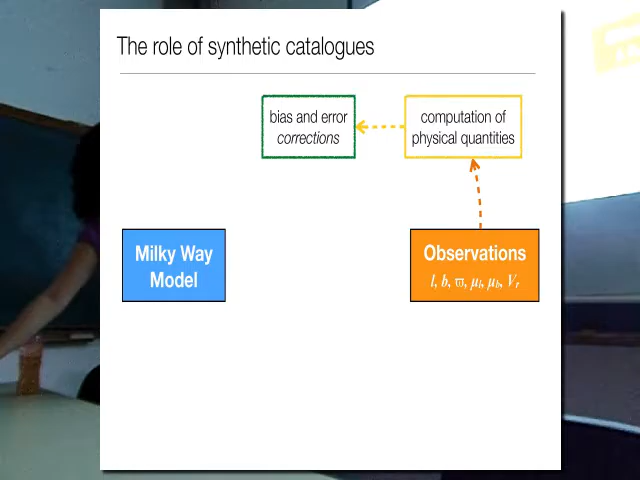 The role of synthetic catalogues
bias and error
corrections
computation of
physical quantities
Milky Way
Model
Observations
l, b, ϖ, μl, μb, Vr